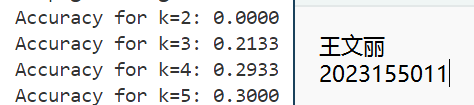 Accuracy for k=2: 0.0000
Accuracy for k=3: 0.2133
Accuracy for k=4: 0.2933
Accuracy for k=5: 0.3000
王文丽
2023155011